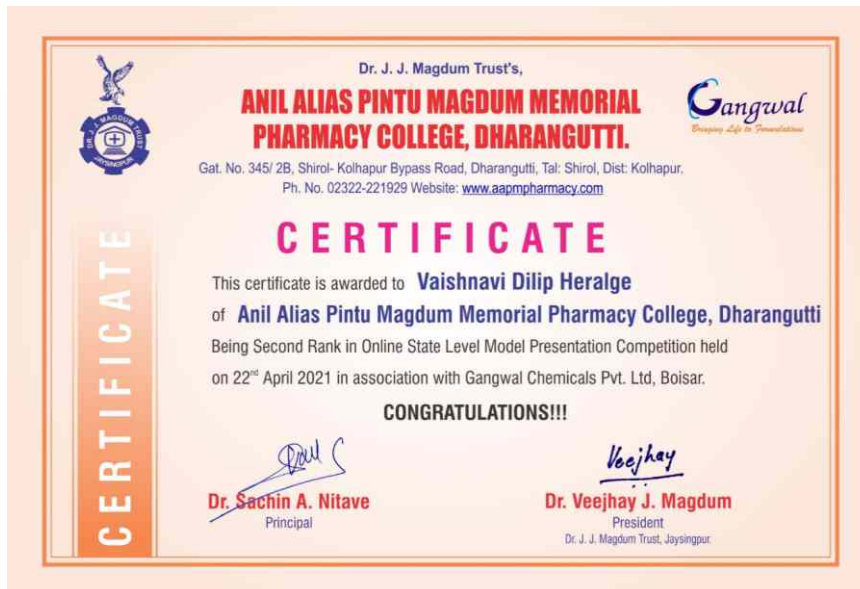 Dr. J. J. Magdum Trust's,
ANIL ALIAS PINTU MAGDUM MEMORIAL
PHARMACY COLLEGE, DHARANGUTTI.
Gat. No. 345/ 2B, Shirol- Kolhapur Bypass Road, Dharangutti, Tal: Shirol, Dist: Kolhapur.
Ph. No. 02322-221929 Website: www.aapmpharmacy.com
DR. J. J. MAGDUM TRUST
JAYSINGPUR
Gangwal
Bringing Life to Formulations
CERTIFICATE
CERTIFICATE
This certificate is awarded to Vaishnavi Dilip Heralge
of Anil Alias Pintu Magdum Memorial Pharmacy College, Dharangutti
Being Second Rank in Online State Level Model Presentation Competition held
on 22nd April 2021 in association with Gangwal Chemicals Pvt. Ltd, Boisar.
CONGRATULATIONS!!!
Veejhay
Dr. Sachin A. Nitave
Principal
Dr. Veejhay J. Magdum
President
Dr. J. J. Magdum Trust, Jaysingpur.